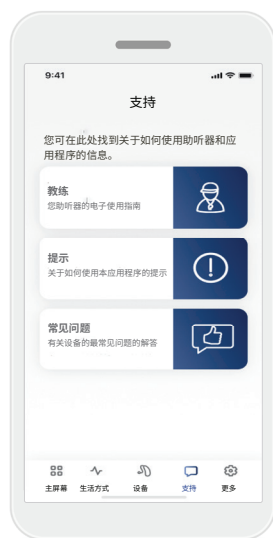 9:41
支持
您可在此处找到关于如何使用助听器和应
用程序的信息。
教练
您助听器的电子使用指南
提示
关于如何使用本应用程序的提示
常见问题
有关设备的最常见问题的解答
主屏幕 生活方式 设备 支持 更多